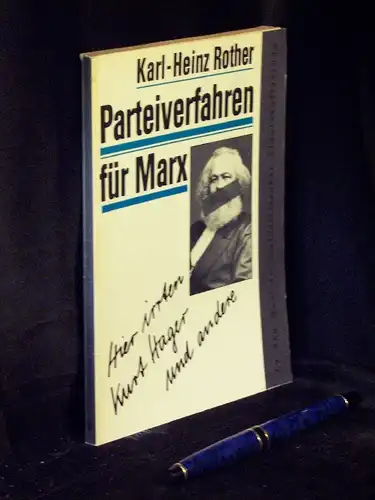 Karl-Heinz Rother
Parteiverfahren
für Marx
Hier irrten
Kurt Hager
und andere